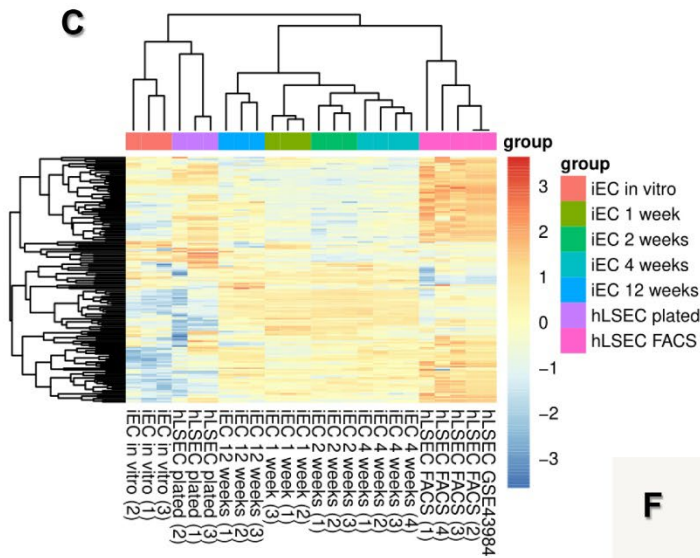 C
group
3
2
1
0
−1
−2
−3
group
iEC in vitro
iEC 1 week
iEC 2 weeks
iEC 4 weeks
iEC 12 weeks
hLSEC plated
hLSEC FACS
iEC in vitro (2)
iEC in vitro (1)
iEC in vitro (3)
hLSEC plated (2)
hLSEC plated (1)
hLSEC plated (3)
iEC 12 weeks (1)
iEC 12 weeks (2)
iEC 12 weeks (3)
iEC 1 week (3)
iEC 1 week (1)
iEC 1 week (2)
iEC 2 weeks (1)
iEC 2 weeks (2)
iEC 2 weeks (3)
iEC 4 weeks (1)
iEC 4 weeks (2)
iEC 4 weeks (3)
iEC 4 weeks (4)
hLSEC FACS (1)
hLSEC FACS (4)
hLSEC FACS (3)
hLSEC FACS (2)
hLSEC GSE43984
F